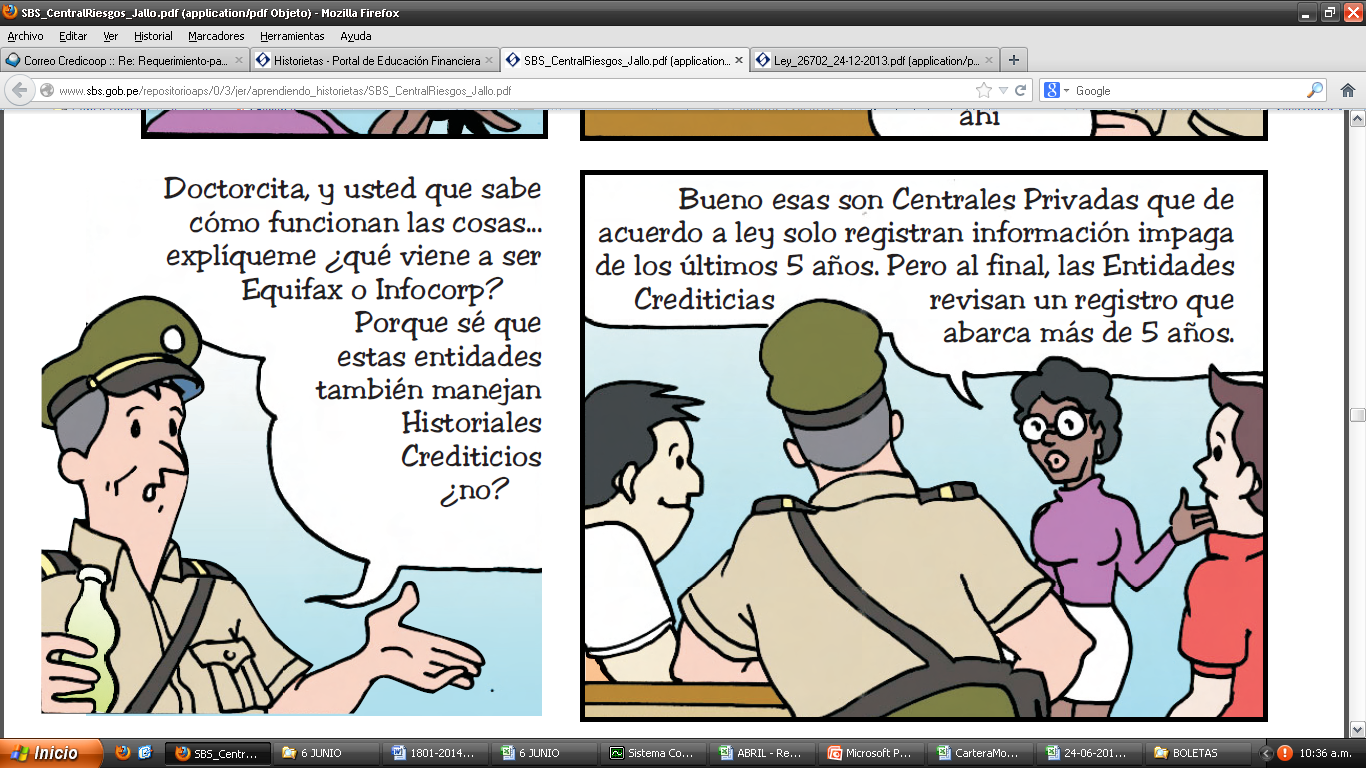 SBS_CentralRiesgos_Jallo.pdf (application/pdf Objeto) - Mozilla Firefox
Archivo Editar Ver Historial Marcadores Herramientas Ayuda
Correo Credicoop :: Re: Requerimiento-pa...
Historietas - Portal de Educación Financiera
SBS_CentralRiesgos_Jallo.pdf (application...
Ley_26702_24-12-2013.pdf (application/p...
www.sbs.gob.pe/repositorioaps/0/3/jer/aprendiendo_historietas/SBS_CentralRiesgos_Jallo.pdf
Google
ahí
Doctorcita, y usted que sabe
cómo funcionan las cosas...
explíqueme ¿qué viene a ser
Equifax o Infocorp?
Porque sé que
estas entidades
también manejan
Historiales
Crediticios
¿no?
Bueno esas son Centrales Privadas que de
acuerdo a ley solo registran información impaga
de los últimos 5 años. Pero al final, las Entidades
Crediticias revisan un registro que
abarca más de 5 años.
Inicio
SBS_Centr...
6 JUNIO
1801-2014...
6 JUNIO
Sistema Co...
ABRIL - Re...
Microsoft P...
CarteraMo...
24-06-201...
BOLETAS
10:36 a.m.